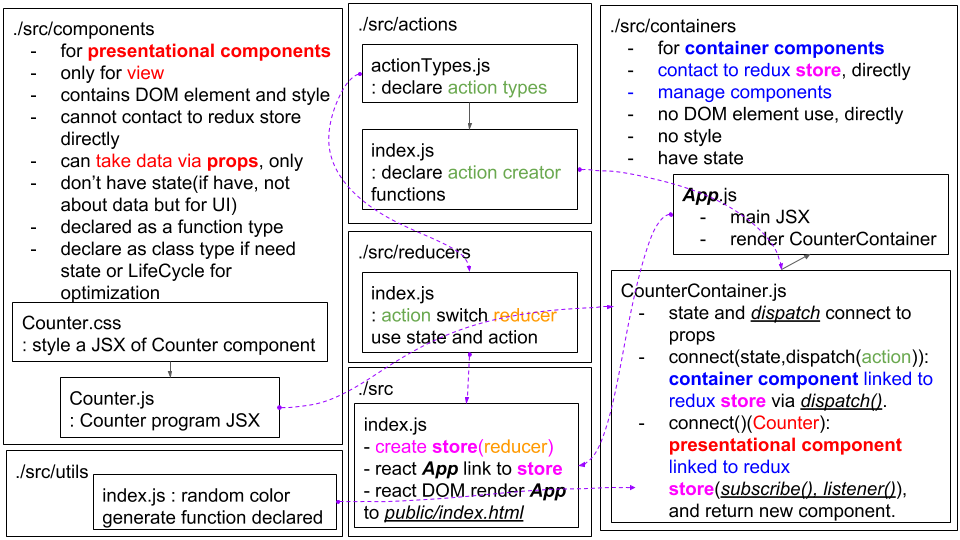 ./src/components
- for presentational components
- only for view
- contains DOM element and style
- cannot contact to redux store
directly
- can take data via props, only
- don't have state(if have, not
about data but for UI)
- declared as a function type
- declare as class type if need
state or LifeCycle for
optimization
Counter.css
: style a JSX of Counter component
Counter.js
: Counter program JSX
./src/utils
index.js : random color
generate function declared
./src/actions
actionTypes.js
: declare action types
index.js
: declare action creator
functions
./src/reducers
index.js
: action switch reducer
use state and action
./src
index.js
- create store(reducer)
- react App link to store
- react DOM render App
to public/index.html
./src/containers
- for container components
- contact to redux store, directly
- manage components
- no DOM element use, directly
- no style
- have state
App.js
- main JSX
- render CounterContainer
CounterContainer.js
- state and dispatch connect to
props
- connect(state,dispatch(action)):
container component linked to
redux store via dispatch().
- connect()(Counter):
presentational component
linked to redux
store(subscribe(), listener()),
and return new component.